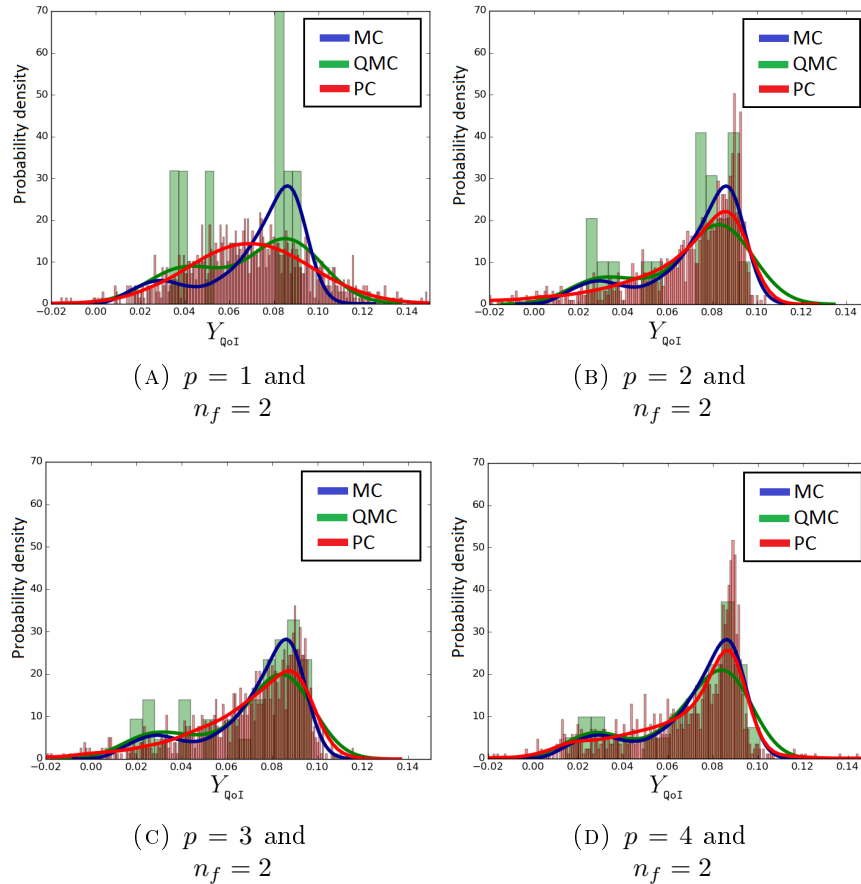 70
60
50
40
30
20
10
0
Probability density
MC
QMC
PC
−0.02 0.00 0.02 0.04 0.06 0.08 0.10 0.12 0.14
Y_QoI
(A) p = 1 and
n_f = 2
70
60
50
40
30
20
10
0
Probability density
MC
QMC
PC
−0.02 0.00 0.02 0.04 0.06 0.08 0.10 0.12 0.14
Y_QoI
(B) p = 2 and
n_f = 2
70
60
50
40
30
20
10
0
Probability density
MC
QMC
PC
−0.02 0.00 0.02 0.04 0.06 0.08 0.10 0.12 0.14
Y_QoI
(C) p = 3 and
n_f = 2
70
60
50
40
30
20
10
0
Probability density
MC
QMC
PC
−0.02 0.00 0.02 0.04 0.06 0.08 0.10 0.12 0.14
Y_QoI
(D) p = 4 and
n_f = 2